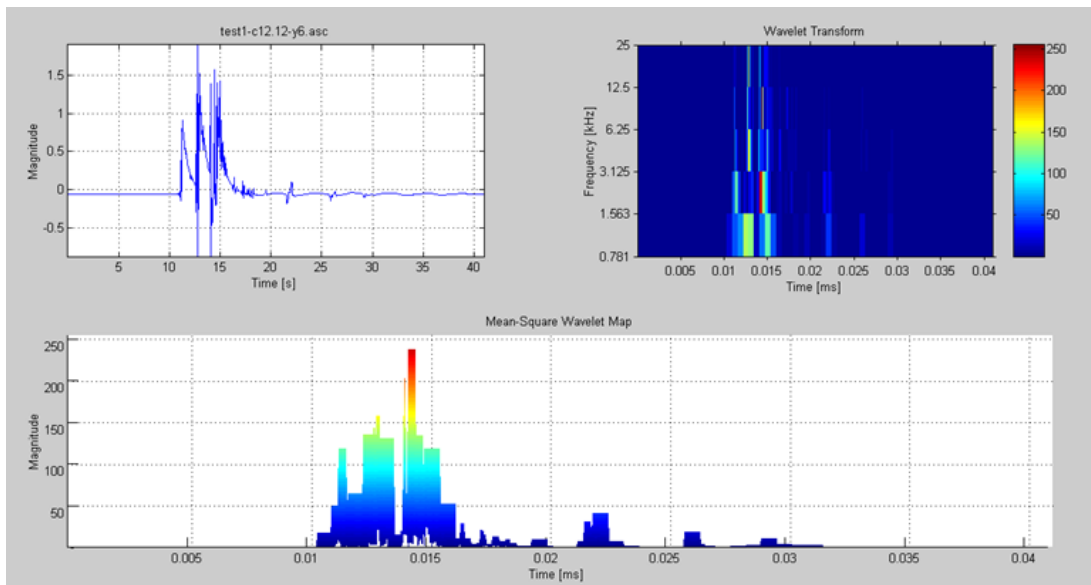 test1-c12.12-y6.asc
Magnitude
1.5
1
0.5
0
-0.5
5 10 15 20 25 30 35 40
Time [s]
Wavelet Transform
Frequency [kHz]
25
12.5
6.25
3.125
1.563
0.781
0.005 0.01 0.015 0.02 0.025 0.03 0.035 0.04
Time [ms]
250
200
150
100
50
Mean-Square Wavelet Map
Magnitude
250
200
150
100
50
0.005 0.01 0.015 0.02 0.025 0.03 0.035 0.04
Time [ms]